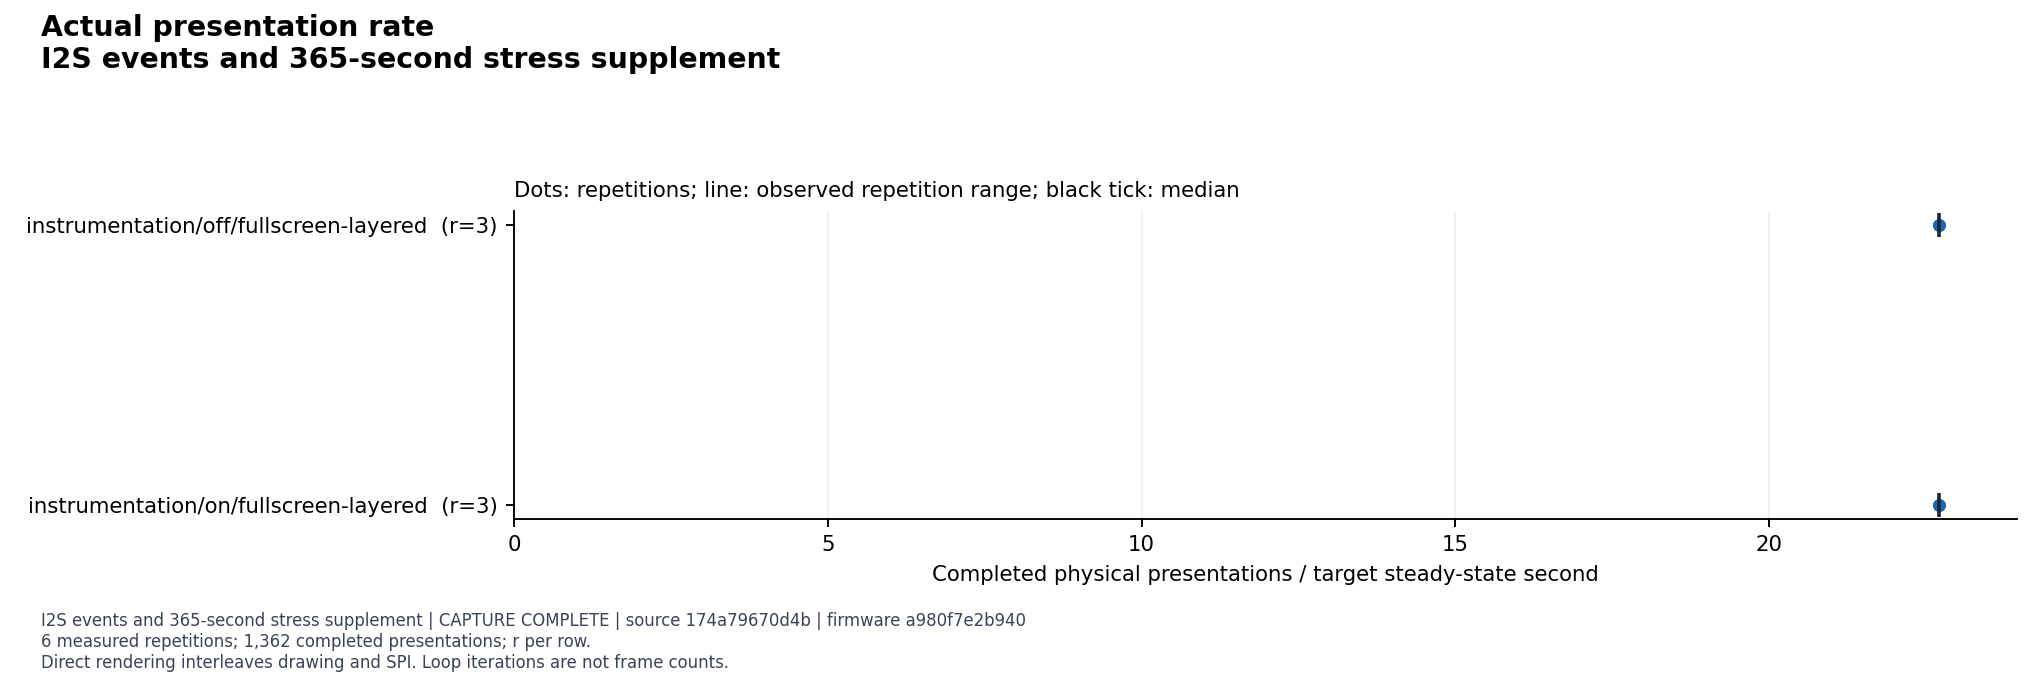 Actual presentation rate
I2S events and 365-second stress supplement
Dots: repetitions; line: observed repetition range; black tick: median
instrumentation/off/fullscreen-layered (r=3)
instrumentation/on/fullscreen-layered (r=3)
0 5 10 15 20
Completed physical presentations / target steady-state second
I2S events and 365-second stress supplement | CAPTURE COMPLETE | source 174a79670d4b | firmware a980f7e2b940
6 measured repetitions; 1,362 completed presentations; r per row.
Direct rendering interleaves drawing and SPI. Loop iterations are not frame counts.